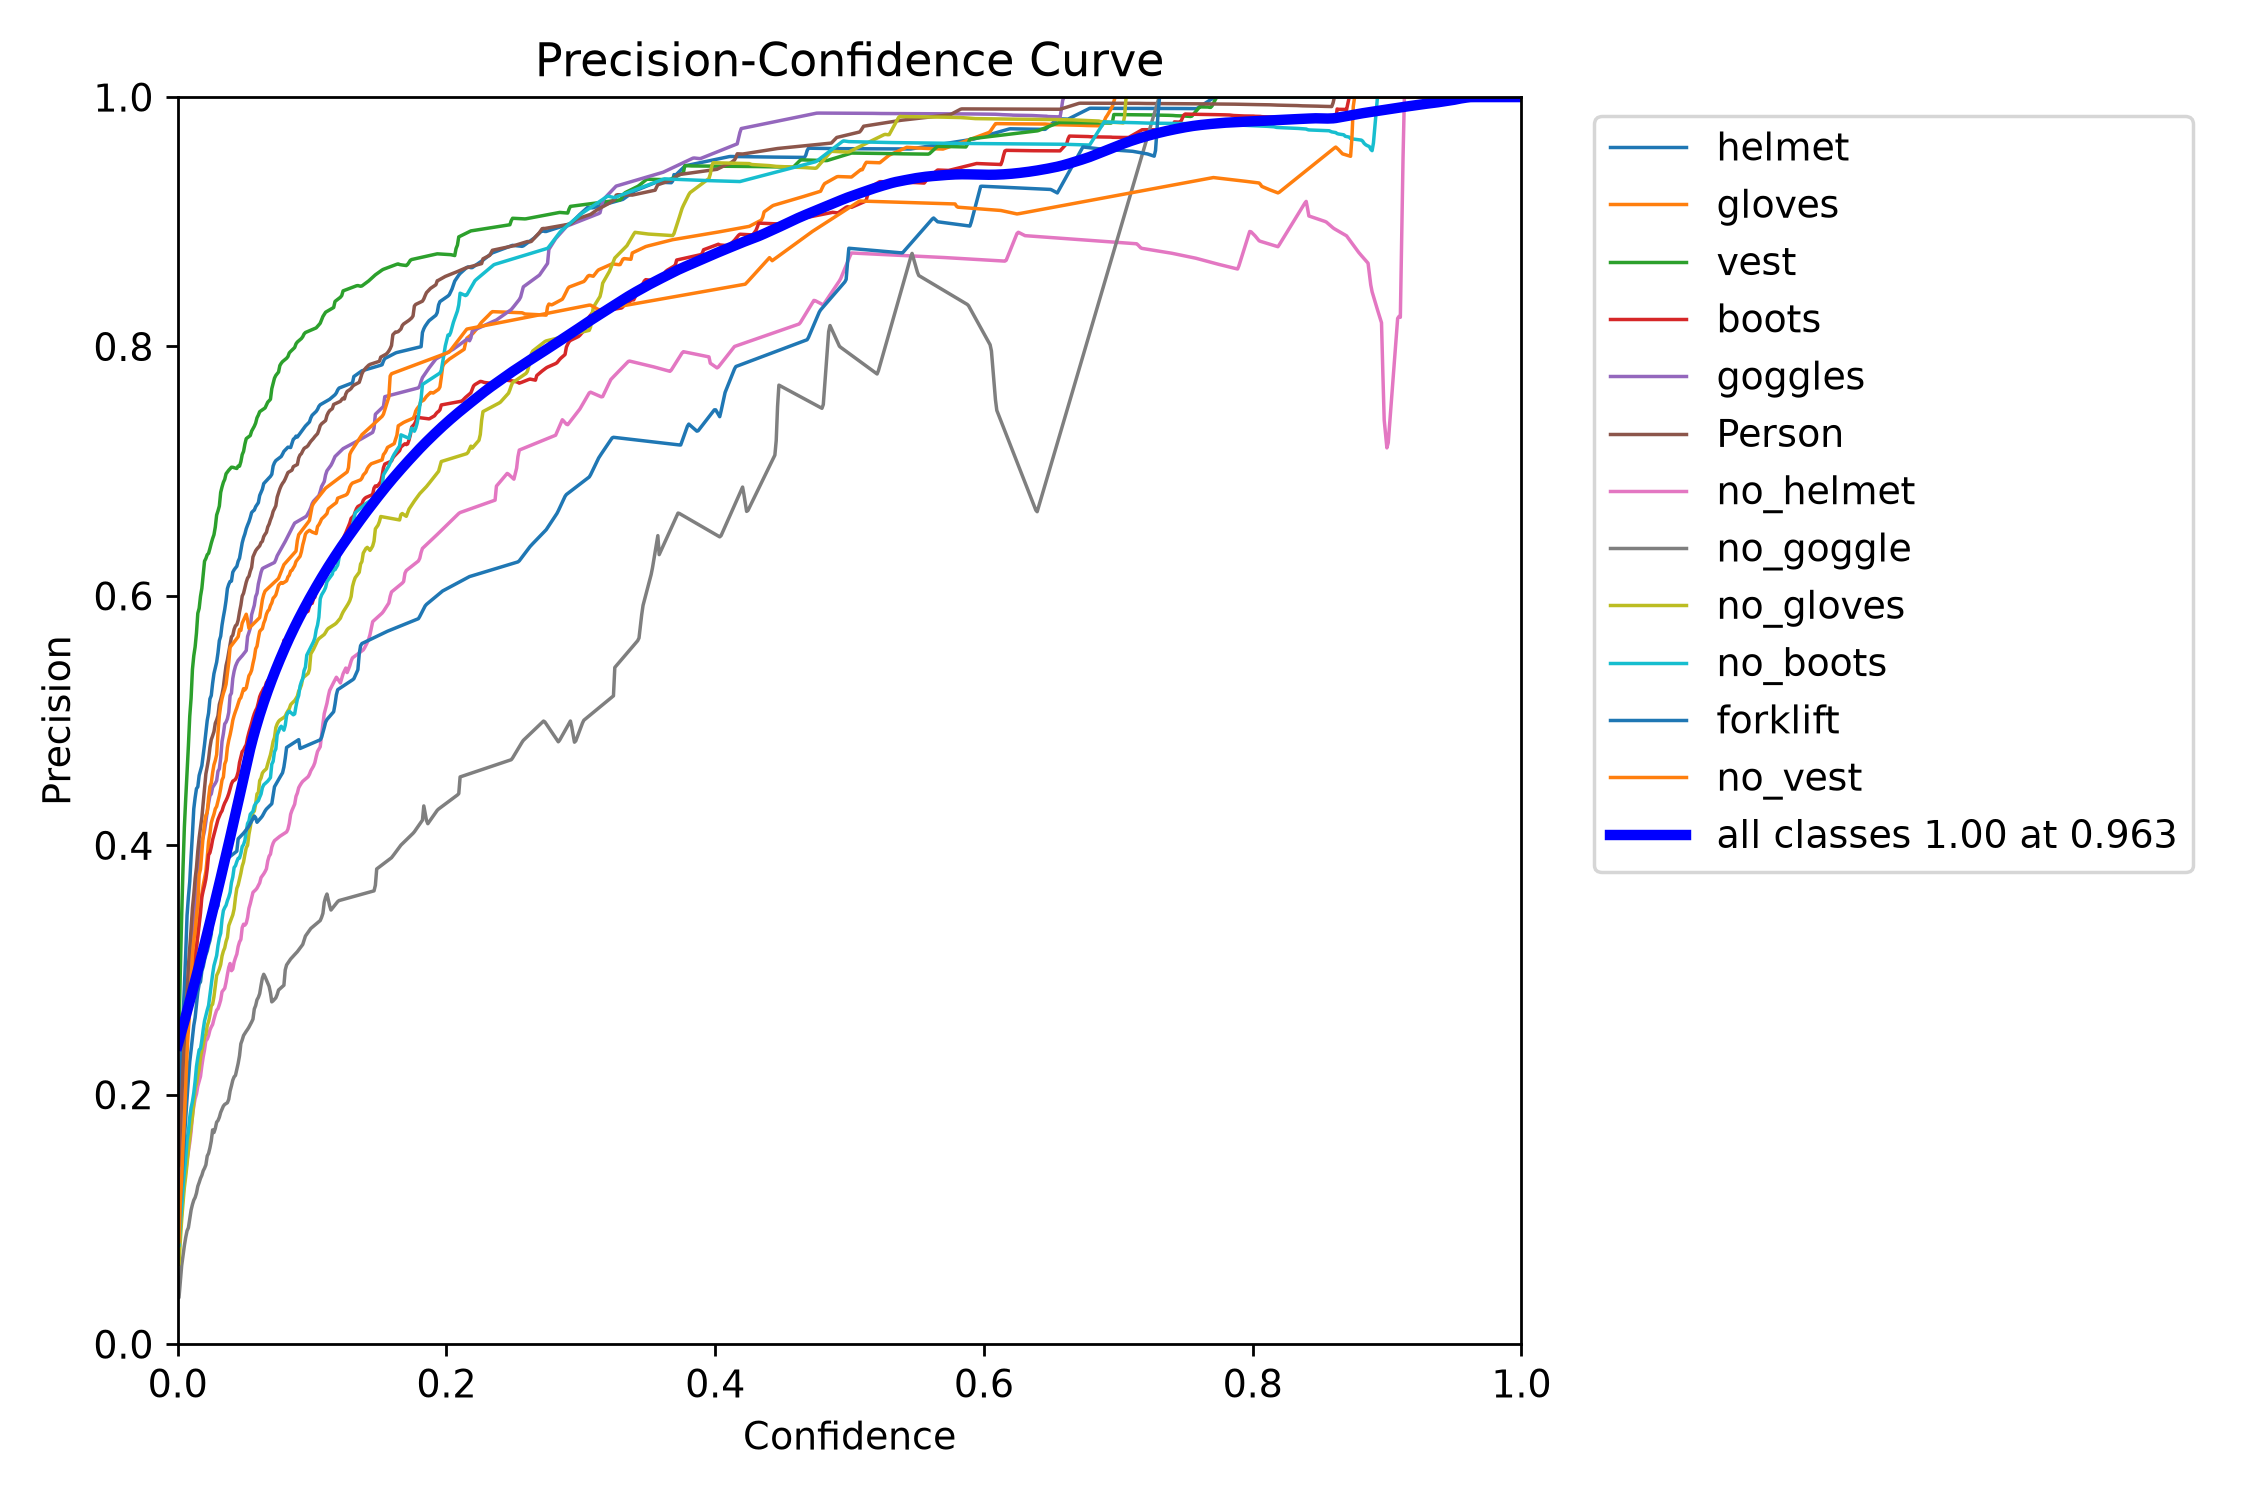 Precision-Confidence Curve
1.0
0.8
0.6
0.4
0.2
0.0
Precision
0.0 0.2 0.4 0.6 0.8 1.0
Confidence
helmet
gloves
vest
boots
goggles
Person
no_helmet
no_goggle
no_gloves
no_boots
forklift
no_vest
all classes 1.00 at 0.963